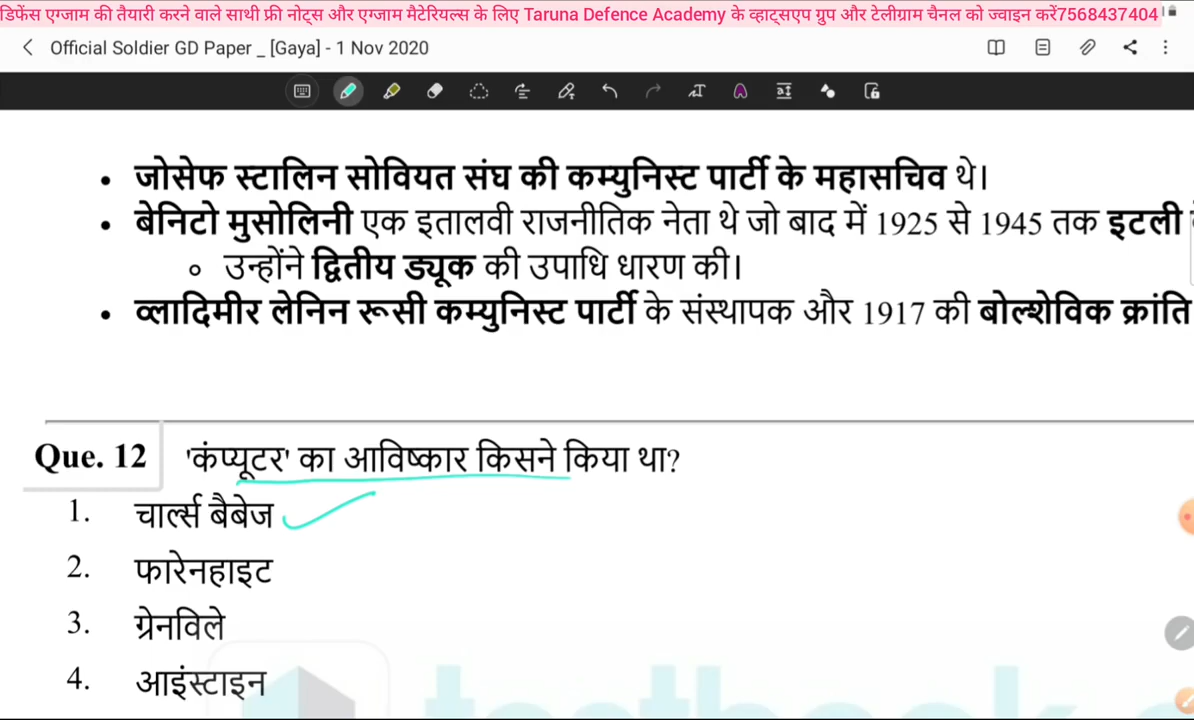 डिफेंस एग्जाम की तैयारी करने वाले साथी फ्री नोट्स और एग्जाम मैटेरियल्स के लिए Taruna Defence Academy के व्हाट्सएप ग्रुप और टेलीग्राम चैनल को ज्वाइन करें7568437404
Official Soldier GD Paper _ [Gaya] - 1 Nov 2020
• जोसेफ स्टालिन सोवियत संघ की कम्युनिस्ट पार्टी के महासचिव थे।
• बेनिटो मुसोलिनी एक इतालवी राजनीतिक नेता थे जो बाद में 1925 से 1945 तक इटली
○ उन्होंने द्वितीय ड्यूक की उपाधि धारण की।
• व्लादिमीर लेनिन रूसी कम्युनिस्ट पार्टी के संस्थापक और 1917 की बोल्शेविक क्रांति
Que. 12 'कंप्यूटर' का आविष्कार किसने किया था?
1. चार्ल्स बैबेज
2. फारेनहाइट
3. ग्रेनविले
4. आइंस्टाइन